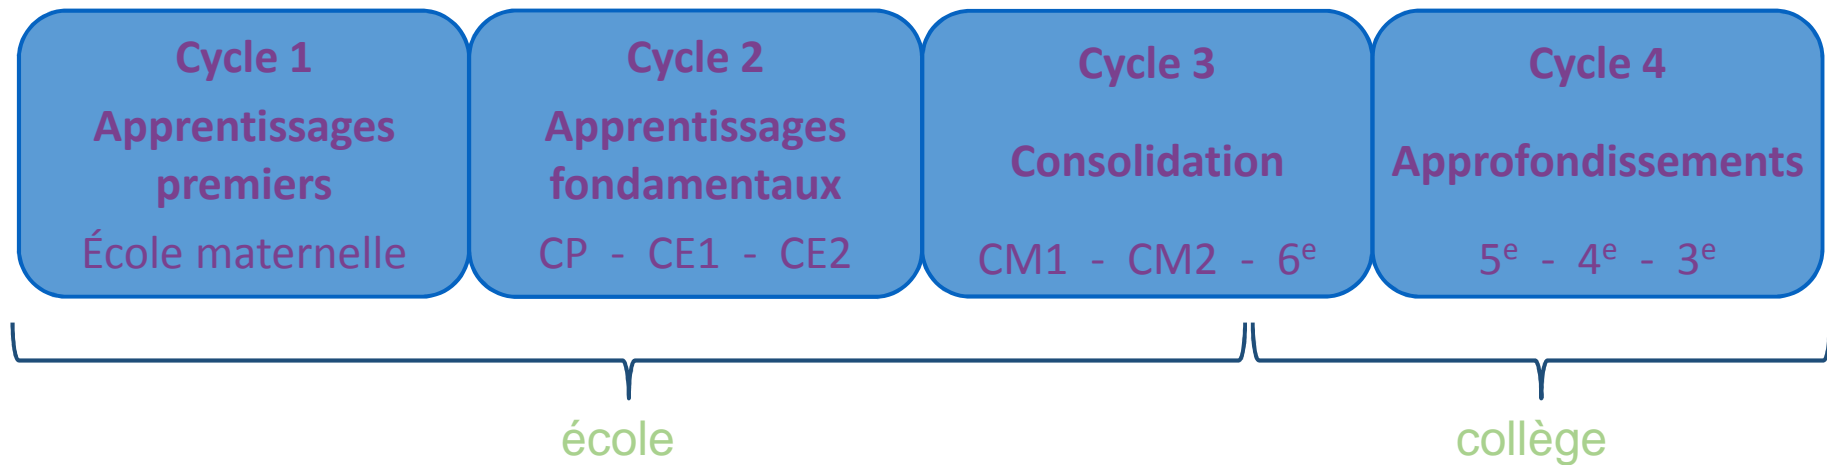 Cycle 1
Apprentissages
premiers
École maternelle
Cycle 2
Apprentissages
fondamentaux
CP - CE1 - CE2
Cycle 3
Consolidation
CM1 - CM2 - 6ᵉ
Cycle 4
Approfondissements
5ᵉ - 4ᵉ - 3ᵉ
école
collège